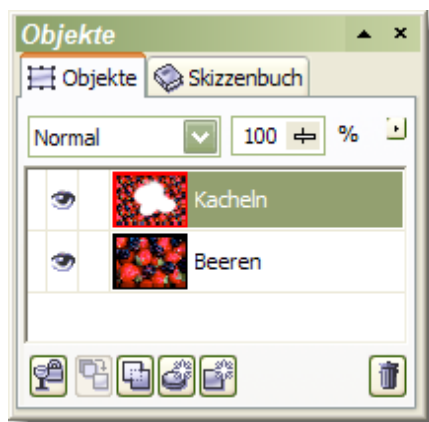 Objekte
Objekte Skizzenbuch
Normal 100 %
Kacheln
Beeren